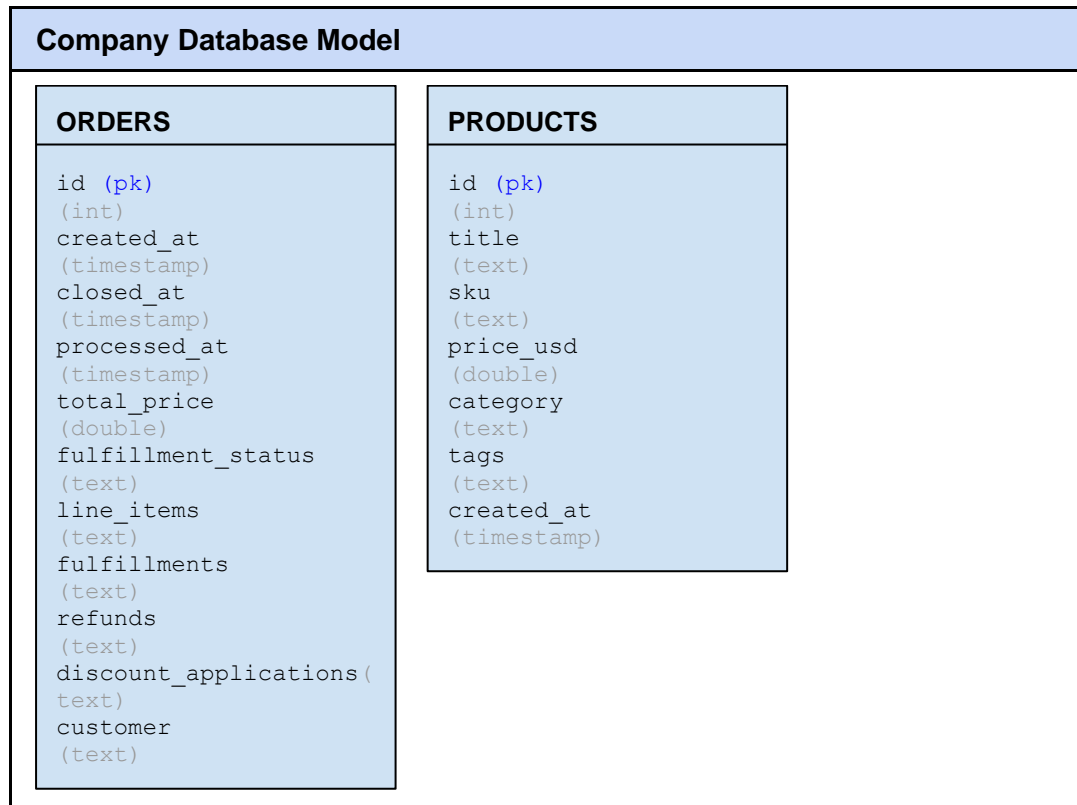 Company Database Model
ORDERS
id (pk)
(int)
created_at
(timestamp)
closed_at
(timestamp)
processed_at
(timestamp)
total_price
(double)
fulfillment_status
(text)
line_items
(text)
fulfillments
(text)
refunds
(text)
discount_applications(
text)
customer
(text)
PRODUCTS
id (pk)
(int)
title
(text)
sku
(text)
price_usd
(double)
category
(text)
tags
(text)
created_at
(timestamp)